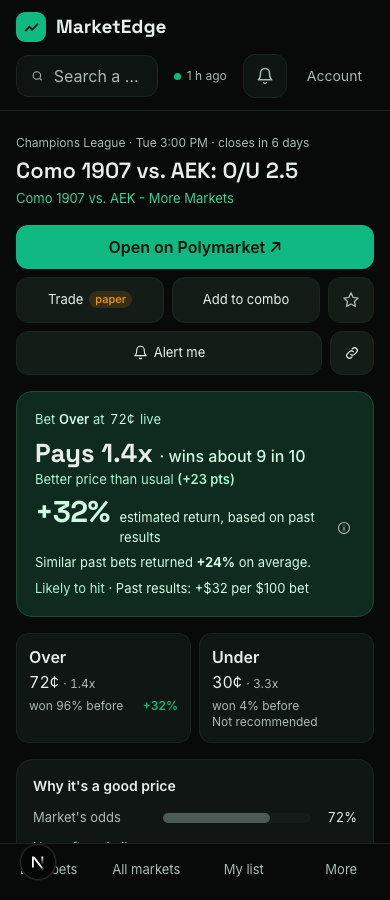 MarketEdge
Search a ...
1 h ago
Account
Champions League · Tue 3:00 PM · closes in 6 days
Como 1907 vs. AEK: O/U 2.5
Como 1907 vs. AEK - More Markets
Open on Polymarket ↗
Trade paper
Add to combo
Alert me
Bet Over at 72¢ live
Pays 1.4x · wins about 9 in 10
Better price than usual (+23 pts)
+32% estimated return, based on past
results
Similar past bets returned +24% on average.
Likely to hit · Past results: +$32 per $100 bet
Over
72¢ · 1.4x
won 96% before +32%
Under
30¢ · 3.3x
won 4% before
Not recommended
Why it's a good price
Market's odds 72%
N
bets
All markets
My list
More